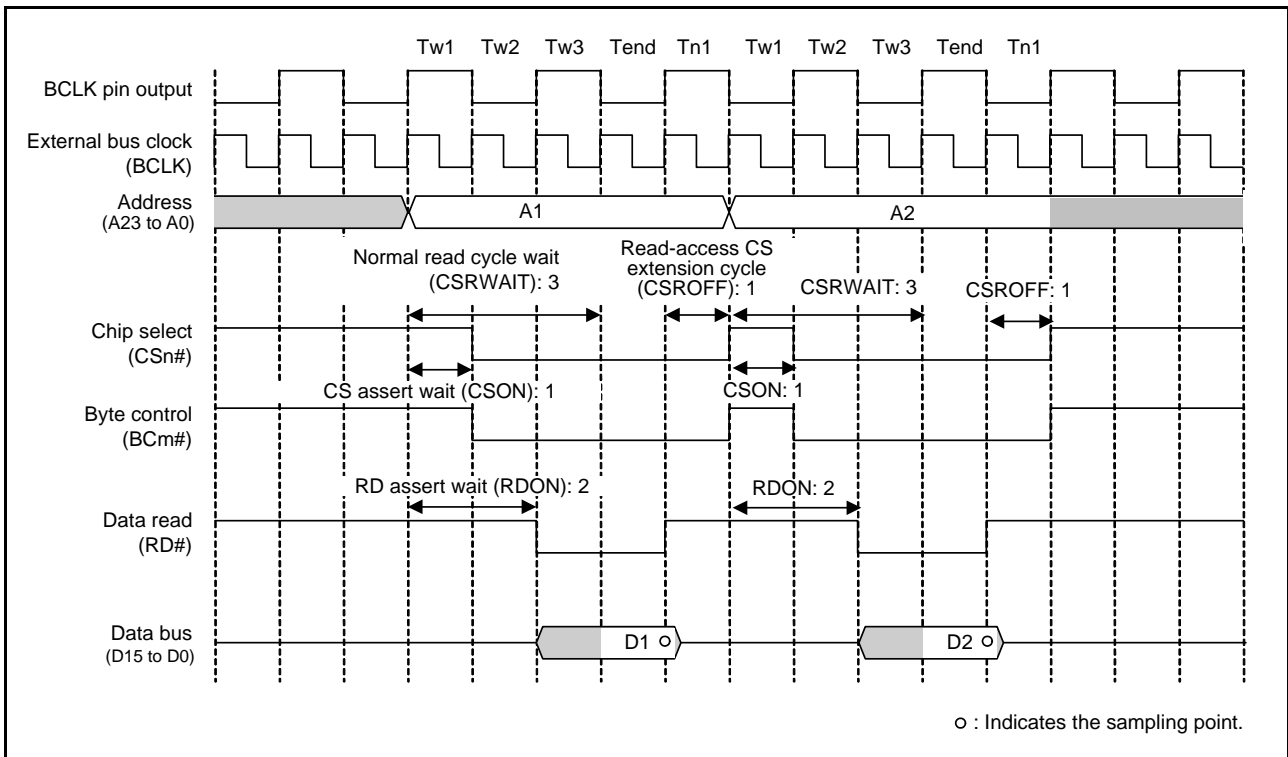 Tw1 Tw2 Tw3 Tend Tn1 Tw1 Tw2 Tw3 Tend Tn1
BCLK pin output
External bus clock
(BCLK)
Address
(A23 to A0)
A1
A2
Normal read cycle wait
(CSRWAIT): 3
Read-access CS
extension cycle
(CSROFF): 1
CSRWAIT: 3
CSROFF: 1
Chip select
(CSn#)
CS assert wait (CSON): 1
CSON: 1
Byte control
(BCm#)
RD assert wait (RDON): 2
RDON: 2
Data read
(RD#)
Data bus
(D15 to D0)
D1
D2
: Indicates the sampling point.